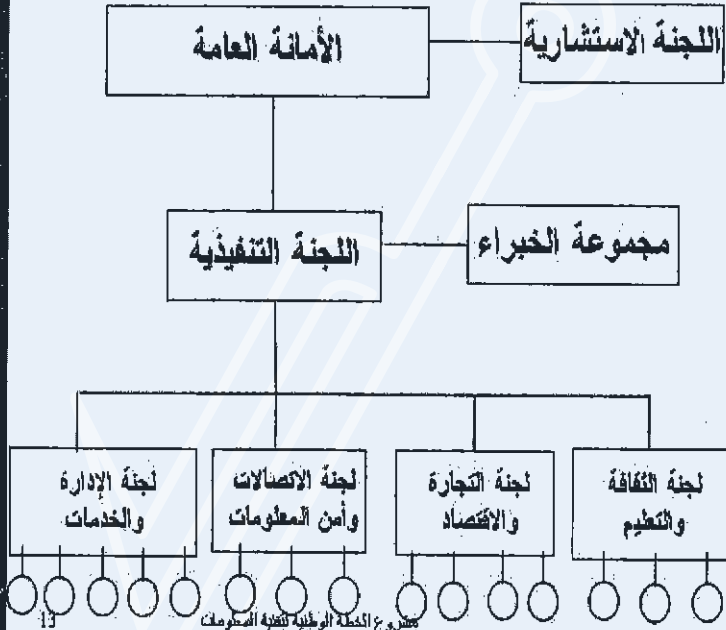 اللجنة الاستشارية
الأمانة العامة
مجموعة الخبراء
اللجنة التنفيذية
لجنة الثقافة
والتعليم
لجنة التجارة
والاقتصاد
لجنة الاتصالات
وأمن المعلومات
لجنة الإدارة
والخدمات
مشروع الخطة الوطنية لتقنية المعلومات
13